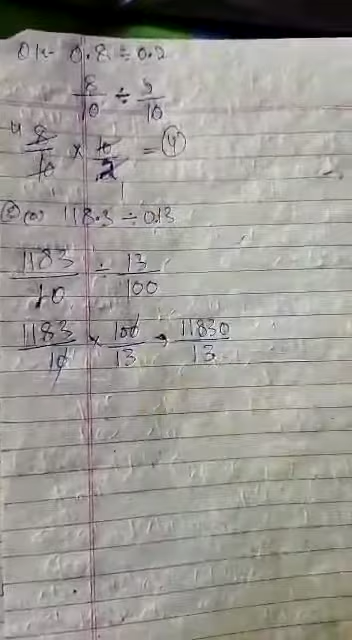 0.8 ÷ 0.2
8/10 ÷ 2/10
4 8/10 × 10/2 = 4
118.3 ÷ 0.13
1183/10 ÷ 13/100
1183/10 × 100/13 = 11830/13